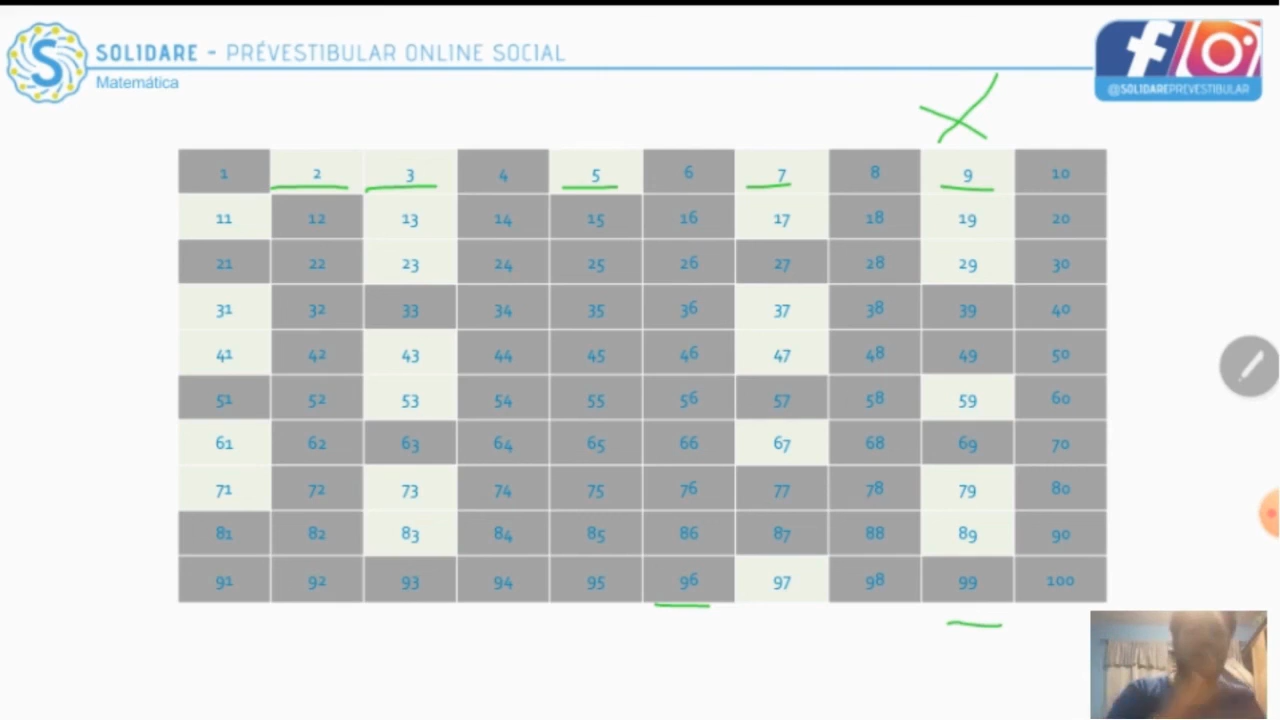 SOLIDARE - PRÉVESTIBULAR ONLINE SOCIAL
Matemática
@SOLIDAREPREVESTIBULAR
1 2 3 4 5 6 7 8 9 10
11 12 13 14 15 16 17 18 19 20
21 22 23 24 25 26 27 28 29 30
31 32 33 34 35 36 37 38 39 40
41 42 43 44 45 46 47 48 49 50
51 52 53 54 55 56 57 58 59 60
61 62 63 64 65 66 67 68 69 70
71 72 73 74 75 76 77 78 79 80
81 82 83 84 85 86 87 88 89 90
91 92 93 94 95 96 97 98 99 100